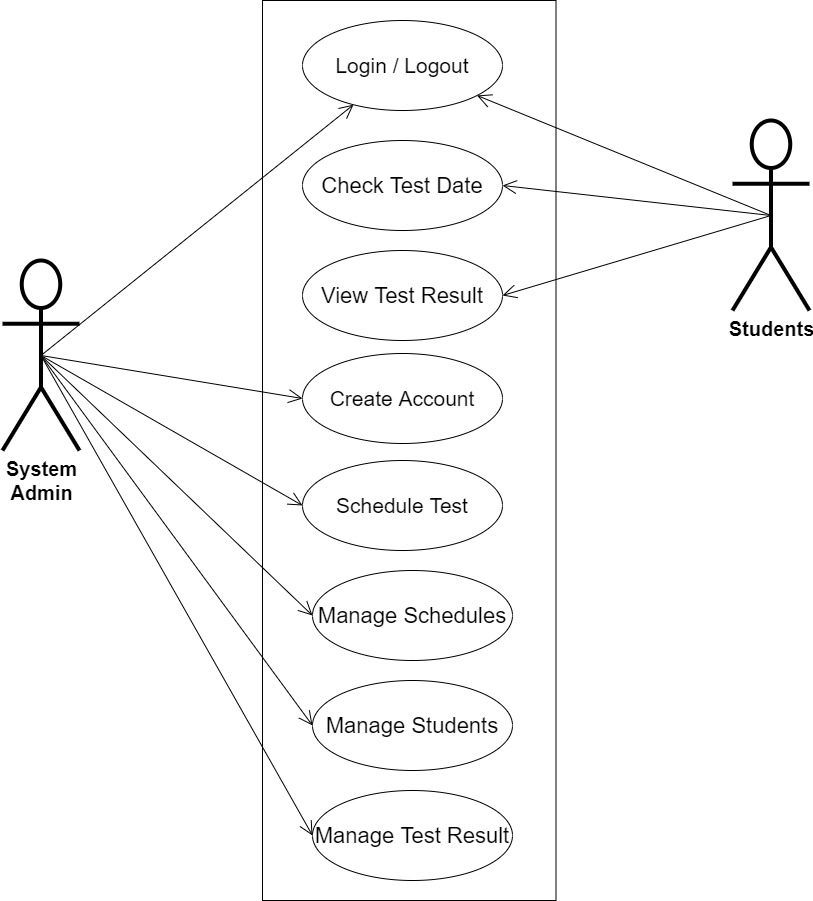 Login / Logout
Check Test Date
View Test Result
Students
Create Account
System
Admin
Schedule Test
Manage Schedules
Manage Students
Manage Test Result